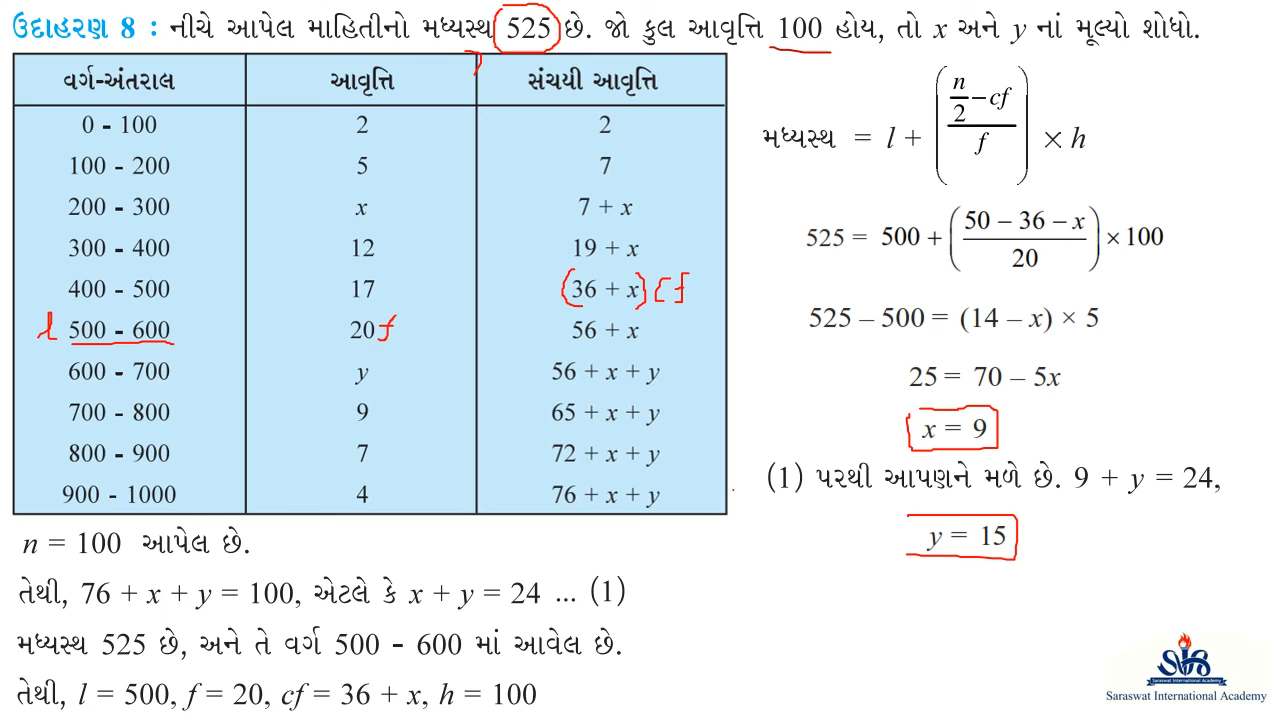 ઉદાહરણ 8 : નીચે આપેલ માહિતીનો મધ્યસ્થ 525 છે. જો કુલ આવૃત્તિ 100 હોય, તો x અને y નાં મૂલ્યો શોધો.
વર્ગ-અંતરાલ આવૃત્તિ સંચયી આવૃત્તિ
0 - 100 2 2
100 - 200 5 7
200 - 300 x 7 + x
300 - 400 12 19 + x
400 - 500 17 (36 + x) cf
l 500 - 600 20 f 56 + x
600 - 700 y 56 + x + y
700 - 800 9 65 + x + y
800 - 900 7 72 + x + y
900 - 1000 4 76 + x + y
n = 100 આપેલ છે.
તેથી, 76 + x + y = 100, એટલે કે x + y = 24 ... (1)
મધ્યસ્થ 525 છે, અને તે વર્ગ 500 - 600 માં આવેલ છે.
તેથી, l = 500, f = 20, cf = 36 + x, h = 100
મધ્યસ્થ = l + ((n/2 – cf)/f) × h
525 = 500 + ((50 – 36 – x)/20) × 100
525 – 500 = (14 – x) × 5
25 = 70 – 5x
x = 9
(1) પરથી આપણને મળે છે. 9 + y = 24,
y = 15
SIA
Saraswat International Academy
Saraswat International Academy